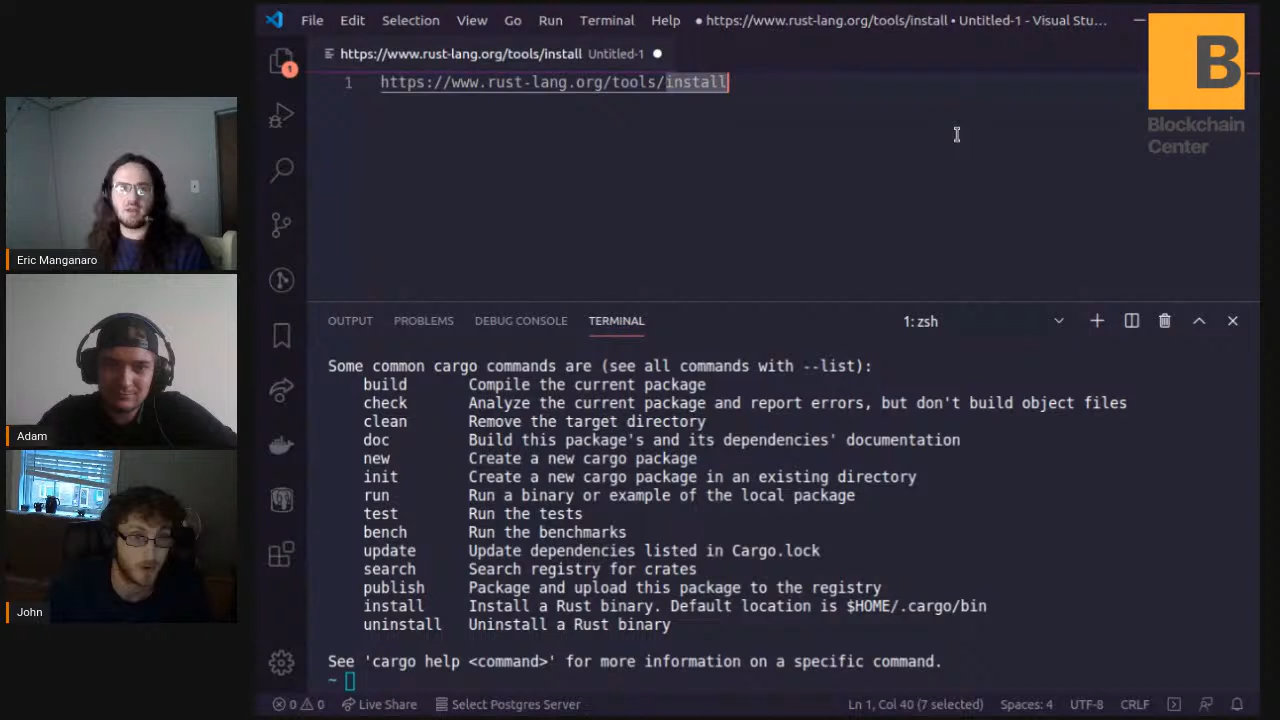 File Edit Selection View Go Run Terminal Help ● https://www.rust-lang.org/tools/install • Untitled-1 - Visual Stu...
https://www.rust-lang.org/tools/install Untitled-1
1 https://www.rust-lang.org/tools/install
1
B
Blockchain
Center
Eric Manganaro
Adam
John
OUTPUT PROBLEMS DEBUG CONSOLE TERMINAL 1: zsh
Some common cargo commands are (see all commands with --list):
build Compile the current package
check Analyze the current package and report errors, but don't build object files
clean Remove the target directory
doc Build this package's and its dependencies' documentation
new Create a new cargo package
init Create a new cargo package in an existing directory
run Run a binary or example of the local package
test Run the tests
bench Run the benchmarks
update Update dependencies listed in Cargo.lock
search Search registry for crates
publish Package and upload this package to the registry
install Install a Rust binary. Default location is $HOME/.cargo/bin
uninstall Uninstall a Rust binary
See 'cargo help <command>' for more information on a specific command.
~
0 0 Live Share Select Postgres Server Ln 1, Col 40 (7 selected) Spaces: 4 UTF-8 CRLF